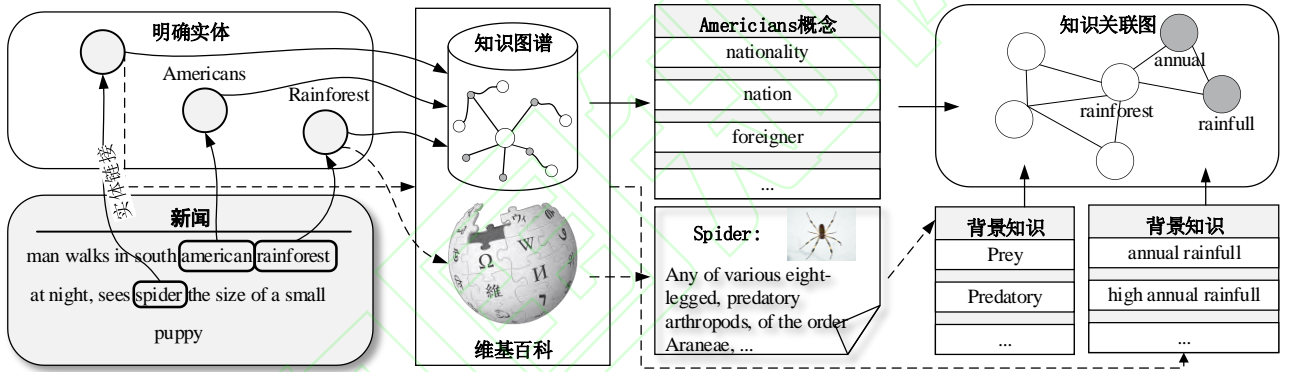 明确实体
Americans
Rainforest
实体链接
新闻
man walks in south american rainforest
at night, sees spider the size of a small
puppy
知识图谱
Ω
W
И
維
维基百科
Americians概念
nationality
nation
foreigner
...
Spider:
Any of various eight-
legged, predatory
arthropods, of the order
Araneae, ...
知识关联图
annual
rainforest
rainfull
背景知识
Prey
Predatory
...
背景知识
annual rainfull
high annual rainfull
...